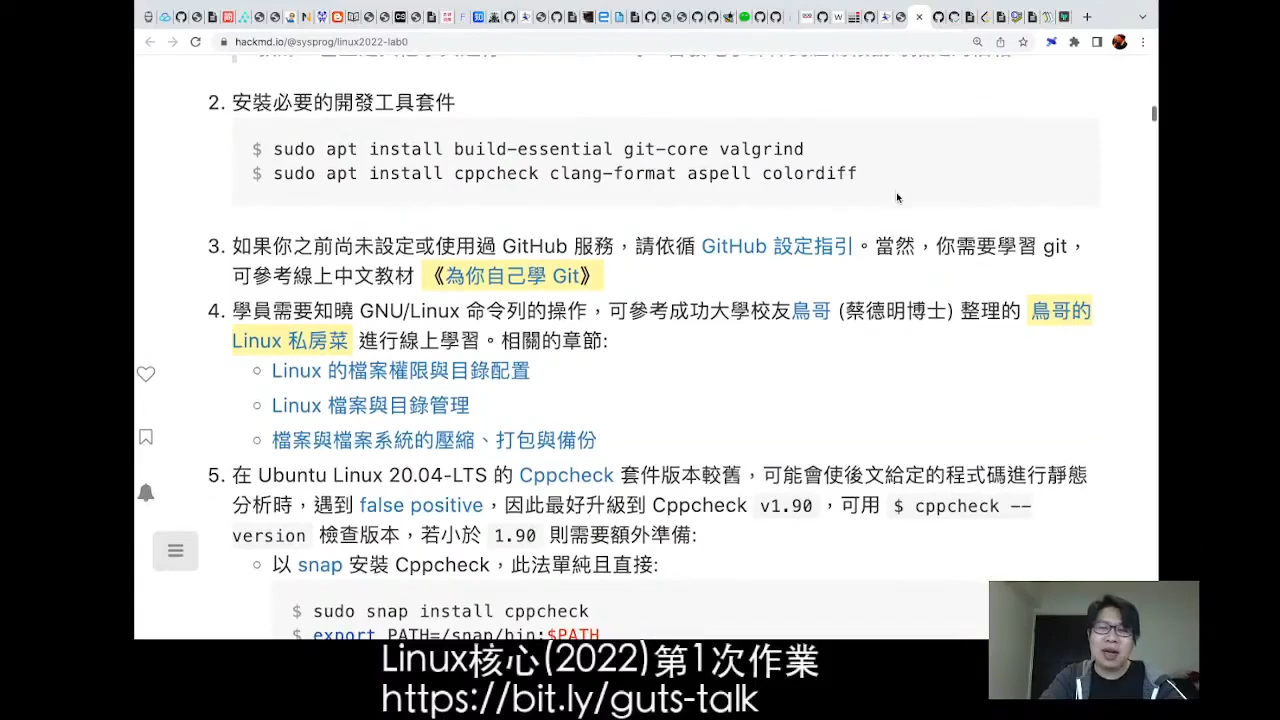 hackmd.io/@sysprog/linux2022-lab0
2. 安裝必要的開發工具套件
$ sudo apt install build-essential git-core valgrind
$ sudo apt install cppcheck clang-format aspell colordiff
3. 如果你之前尚未設定或使用過 GitHub 服務，請依循 GitHub 設定指引。當然，你需要學習 git，
可參考線上中文教材 《為你自己學 Git》
4. 學員需要知曉 GNU/Linux 命令列的操作，可參考成功大學校友鳥哥 (蔡德明博士) 整理的 鳥哥的
Linux 私房菜 進行線上學習。相關的章節:
Linux 的檔案權限與目錄配置
Linux 檔案與目錄管理
檔案與檔案系統的壓縮、打包與備份
5. 在 Ubuntu Linux 20.04-LTS 的 Cppcheck 套件版本較舊，可能會使後文給定的程式碼進行靜態
分析時，遇到 false positive，因此最好升級到 Cppcheck v1.90 ，可用 $ cppcheck --
version 檢查版本，若小於 1.90 則需要額外準備:
以 snap 安裝 Cppcheck，此法單純且直接:
$ sudo snap install cppcheck
$ export PATH=/snap/bin:$PATH
Linux核心(2022)第1次作業
https://bit.ly/guts-talk